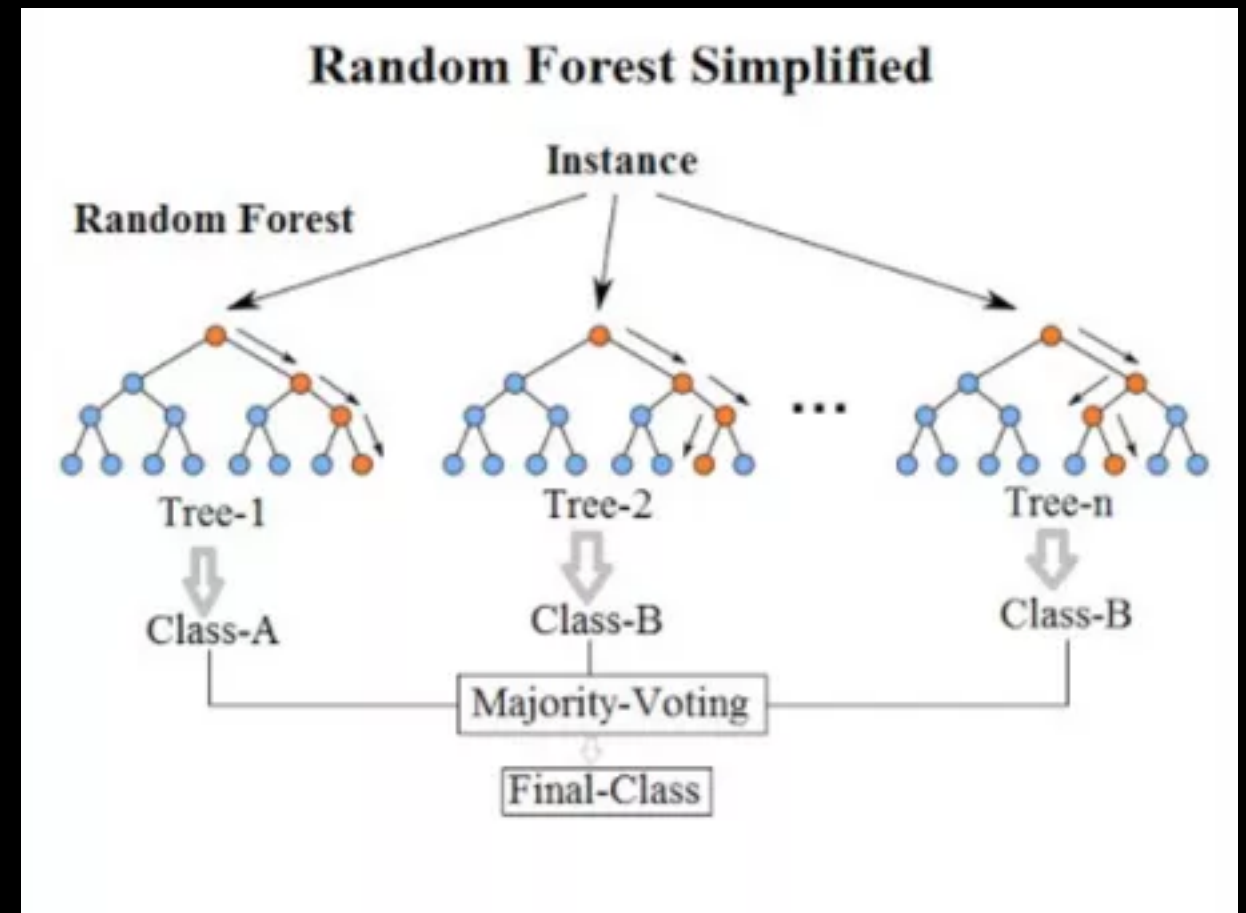 Random Forest Simplified
Instance
Random Forest
...
Tree-1
Tree-2
Tree-n
Class-A
Class-B
Class-B
Majority-Voting
Final-Class